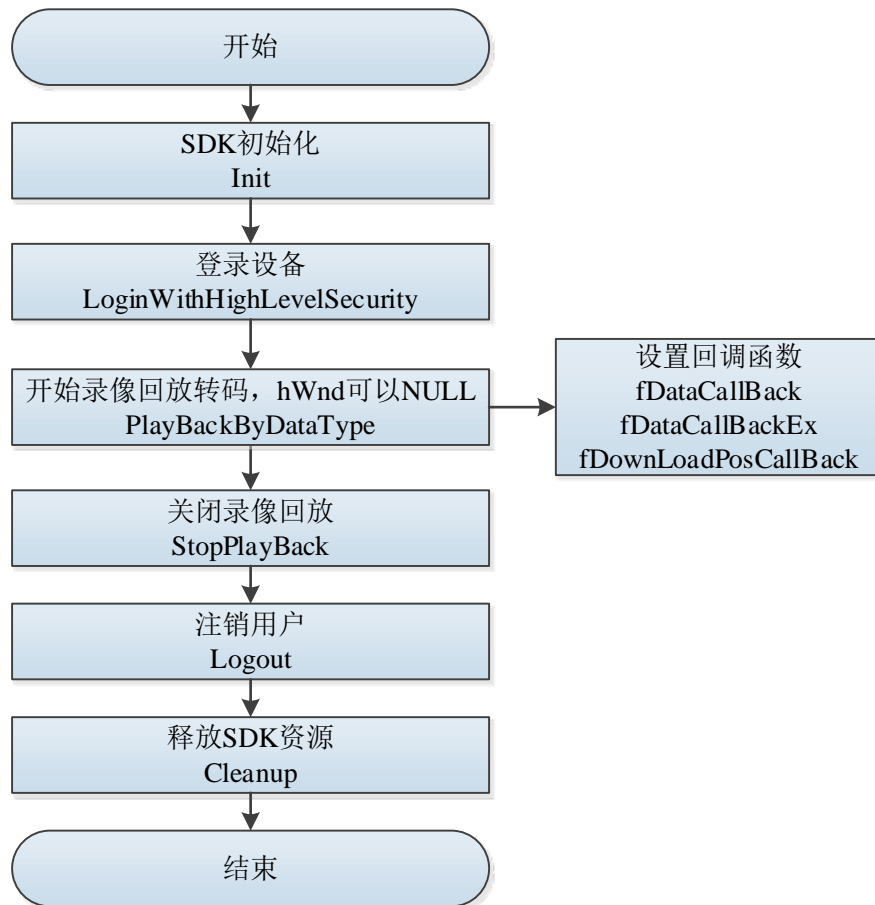 开始
SDK初始化
Init
登录设备
LoginWithHighLevelSecurity
开始录像回放转码，hWnd可以NULL
PlayBackByDataType
设置回调函数
fDataCallBack
fDataCallBackEx
fDownLoadPosCallBack
关闭录像回放
StopPlayBack
注销用户
Logout
释放SDK资源
Cleanup
结束